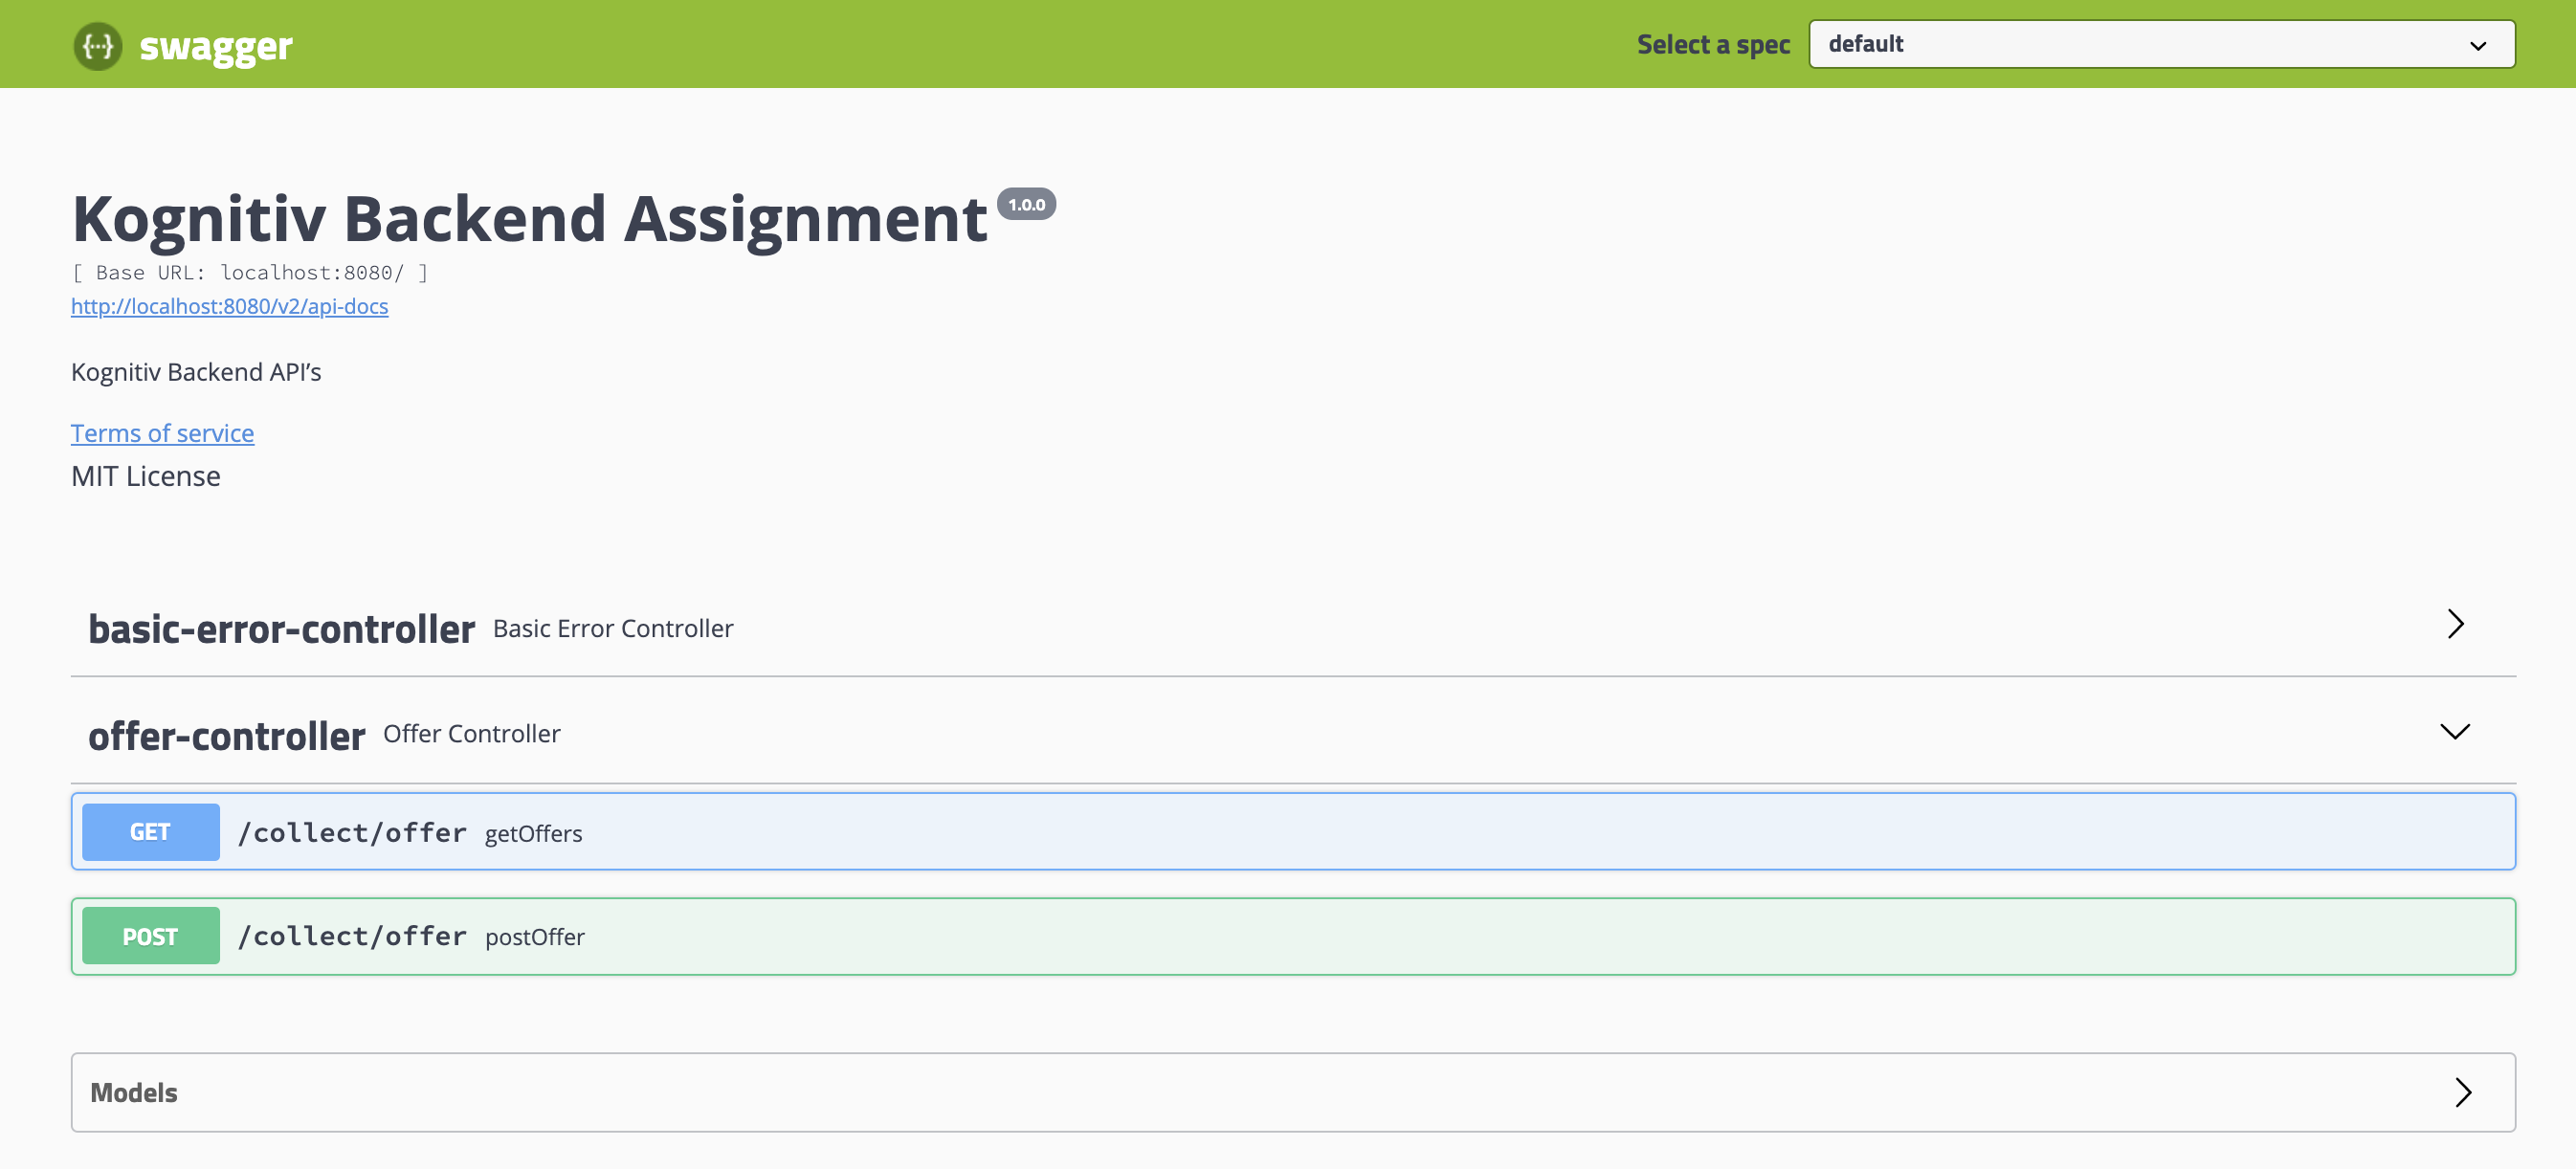 {...} swagger
Select a spec default
Kognitiv Backend Assignment 1.0.0
[ Base URL: localhost:8080/ ]
http://localhost:8080/v2/api-docs
Kognitiv Backend API’s
Terms of service
MIT License
basic-error-controller Basic Error Controller
offer-controller Offer Controller
GET /collect/offer getOffers
POST /collect/offer postOffer
Models